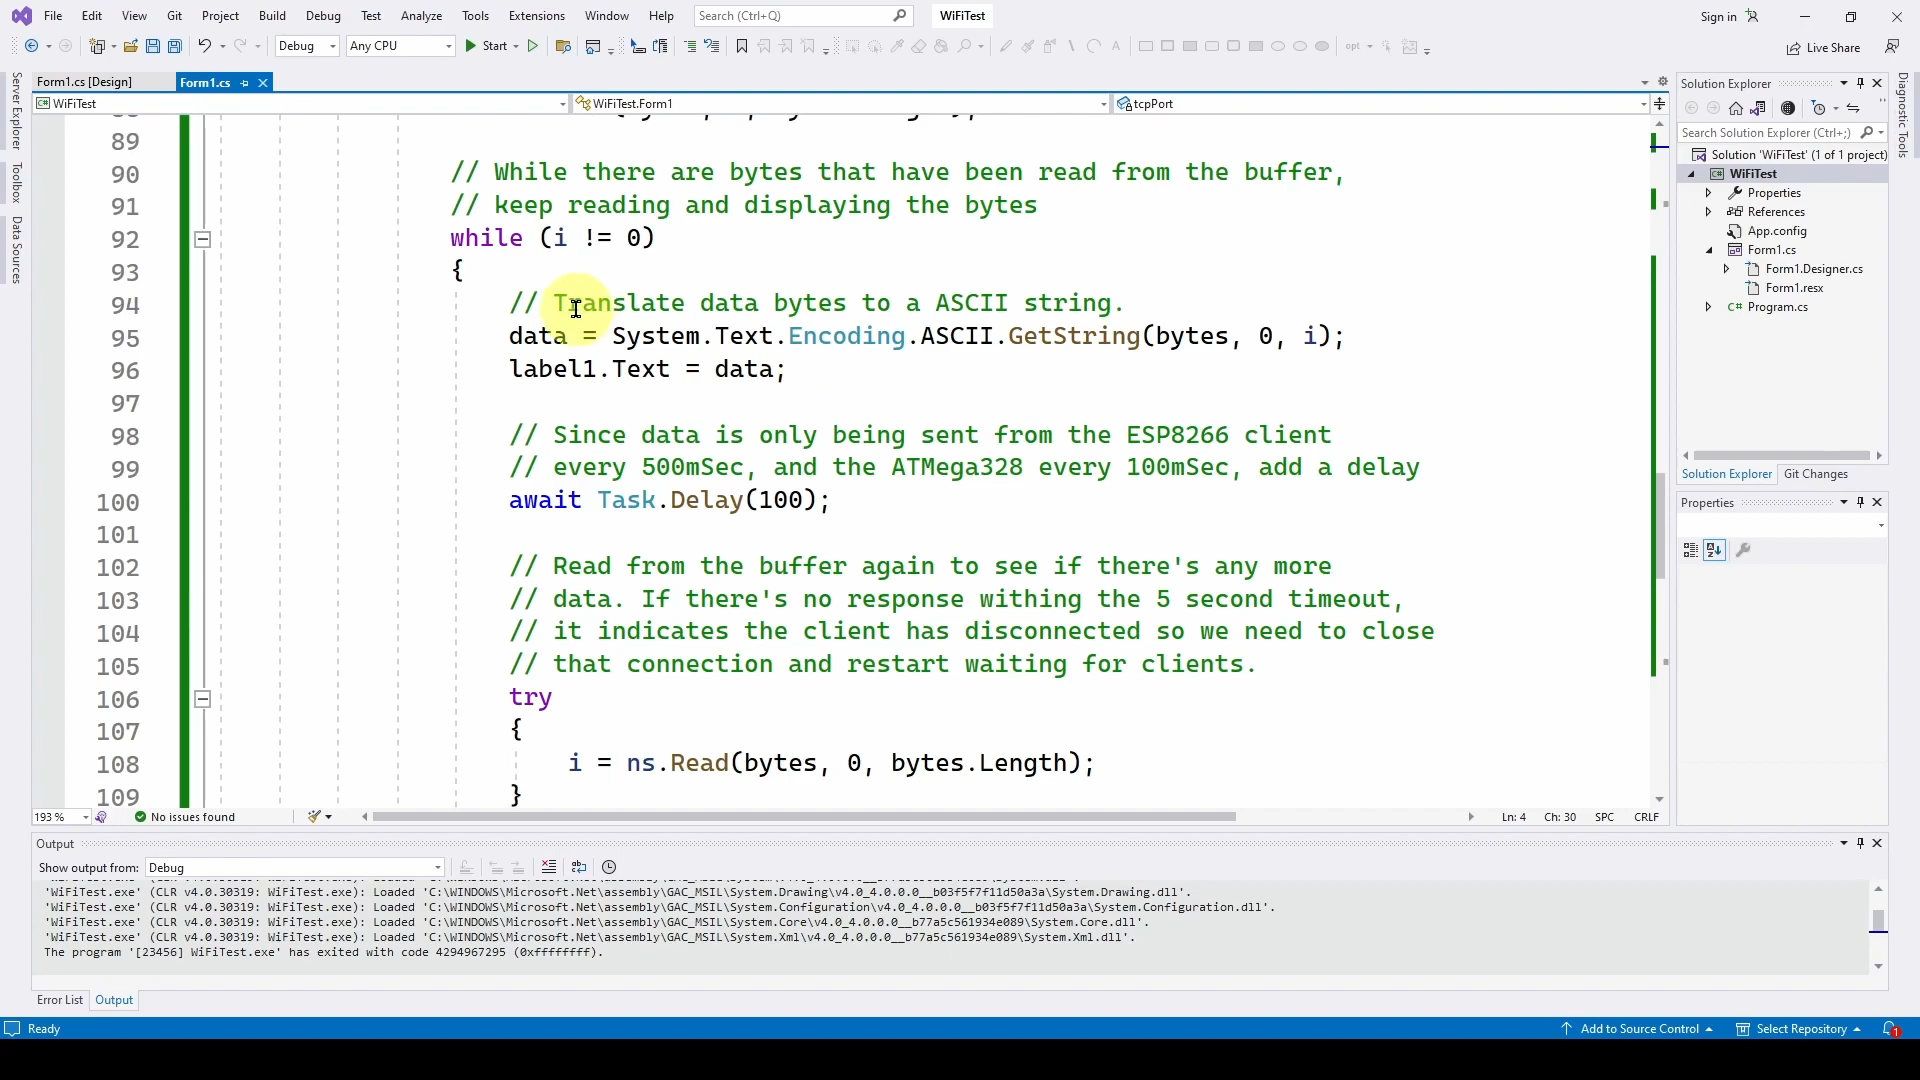 File Edit View Git Project Build Debug Test Analyze Tools Extensions Window Help Search (Ctrl+Q) WiFiTest Sign in
Debug Any CPU Start Live Share
Form1.cs [Design] Form1.cs
WiFiTest WiFiTest.Form1 tcpPort
Server Explorer
Toolbox
Data Sources
89
90 // While there are bytes that have been read from the buffer,
91 // keep reading and displaying the bytes
92 while (i != 0)
93 {
94 // Translate data bytes to a ASCII string.
95 data = System.Text.Encoding.ASCII.GetString(bytes, 0, i);
96 label1.Text = data;
97
98 // Since data is only being sent from the ESP8266 client
99 // every 500mSec, and the ATMega328 every 100mSec, add a delay
100 await Task.Delay(100);
101
102 // Read from the buffer again to see if there's any more
103 // data. If there's no response withing the 5 second timeout,
104 // it indicates the client has disconnected so we need to close
105 // that connection and restart waiting for clients.
106 try
107 {
108 i = ns.Read(bytes, 0, bytes.Length);
109 }
193 % No issues found Ln: 4 Ch: 30 SPC CRLF
Solution Explorer
Search Solution Explorer (Ctrl+;)
Solution 'WiFiTest' (1 of 1 project)
WiFiTest
Properties
References
App.config
Form1.cs
Form1.Designer.cs
Form1.resx
Program.cs
Solution Explorer Git Changes
Properties
Diagnostic Tools
Output
Show output from: Debug
'WiFiTest.exe' (CLR v4.0.30319: WiFiTest.exe): Loaded 'C:\WINDOWS\Microsoft.Net\assembly\GAC_MSIL\System.Drawing\v4.0_4.0.0.0__b03f5f7f11d50a3a\System.Drawing.dll'.
'WiFiTest.exe' (CLR v4.0.30319: WiFiTest.exe): Loaded 'C:\WINDOWS\Microsoft.Net\assembly\GAC_MSIL\System.Configuration\v4.0_4.0.0.0__b03f5f7f11d50a3a\System.Configuration.dll'.
'WiFiTest.exe' (CLR v4.0.30319: WiFiTest.exe): Loaded 'C:\WINDOWS\Microsoft.Net\assembly\GAC_MSIL\System.Core\v4.0_4.0.0.0__b77a5c561934e089\System.Core.dll'.
'WiFiTest.exe' (CLR v4.0.30319: WiFiTest.exe): Loaded 'C:\WINDOWS\Microsoft.Net\assembly\GAC_MSIL\System.Xml\v4.0_4.0.0.0__b77a5c561934e089\System.Xml.dll'.
The program '[23456] WiFiTest.exe' has exited with code 4294967295 (0xffffffff).
Error List Output
Ready Add to Source Control Select Repository 1